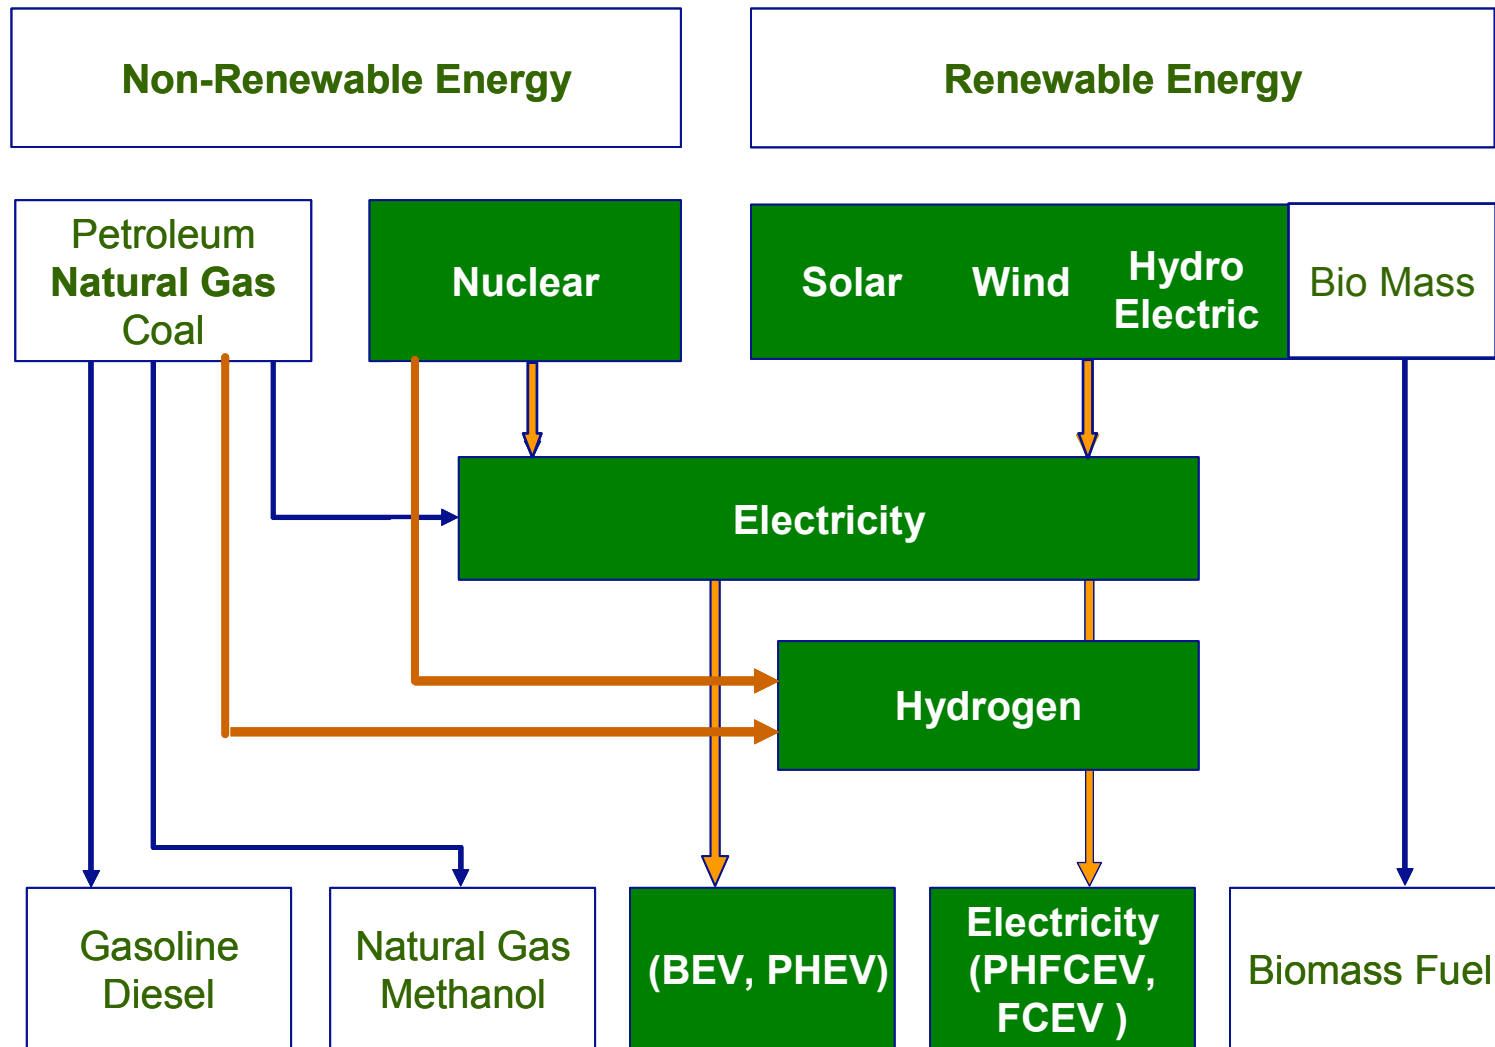 Non-Renewable Energy
Renewable Energy
Petroleum
Natural Gas
Coal
Nuclear
Solar
Wind
Hydro
Electric
Bio Mass
Electricity
Hydrogen
Gasoline
Diesel
Natural Gas
Methanol
(BEV, PHEV)
Electricity
(PHFCEV,
FCEV )
Biomass Fuel